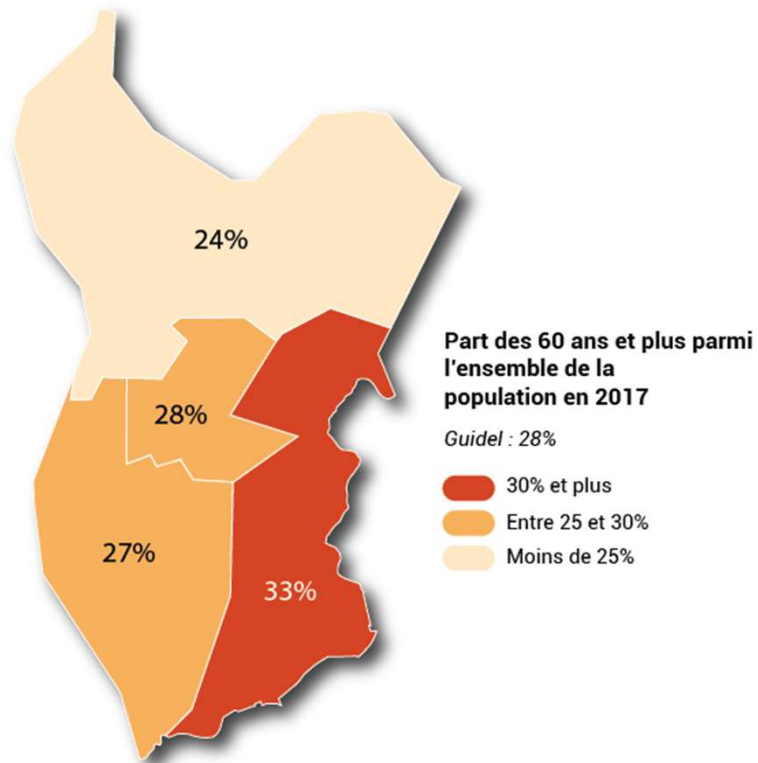 24%
28%
27%
33%
Part des 60 ans et plus parmi
l'ensemble de la
population en 2017
Guidel : 28%
30% et plus
Entre 25 et 30%
Moins de 25%